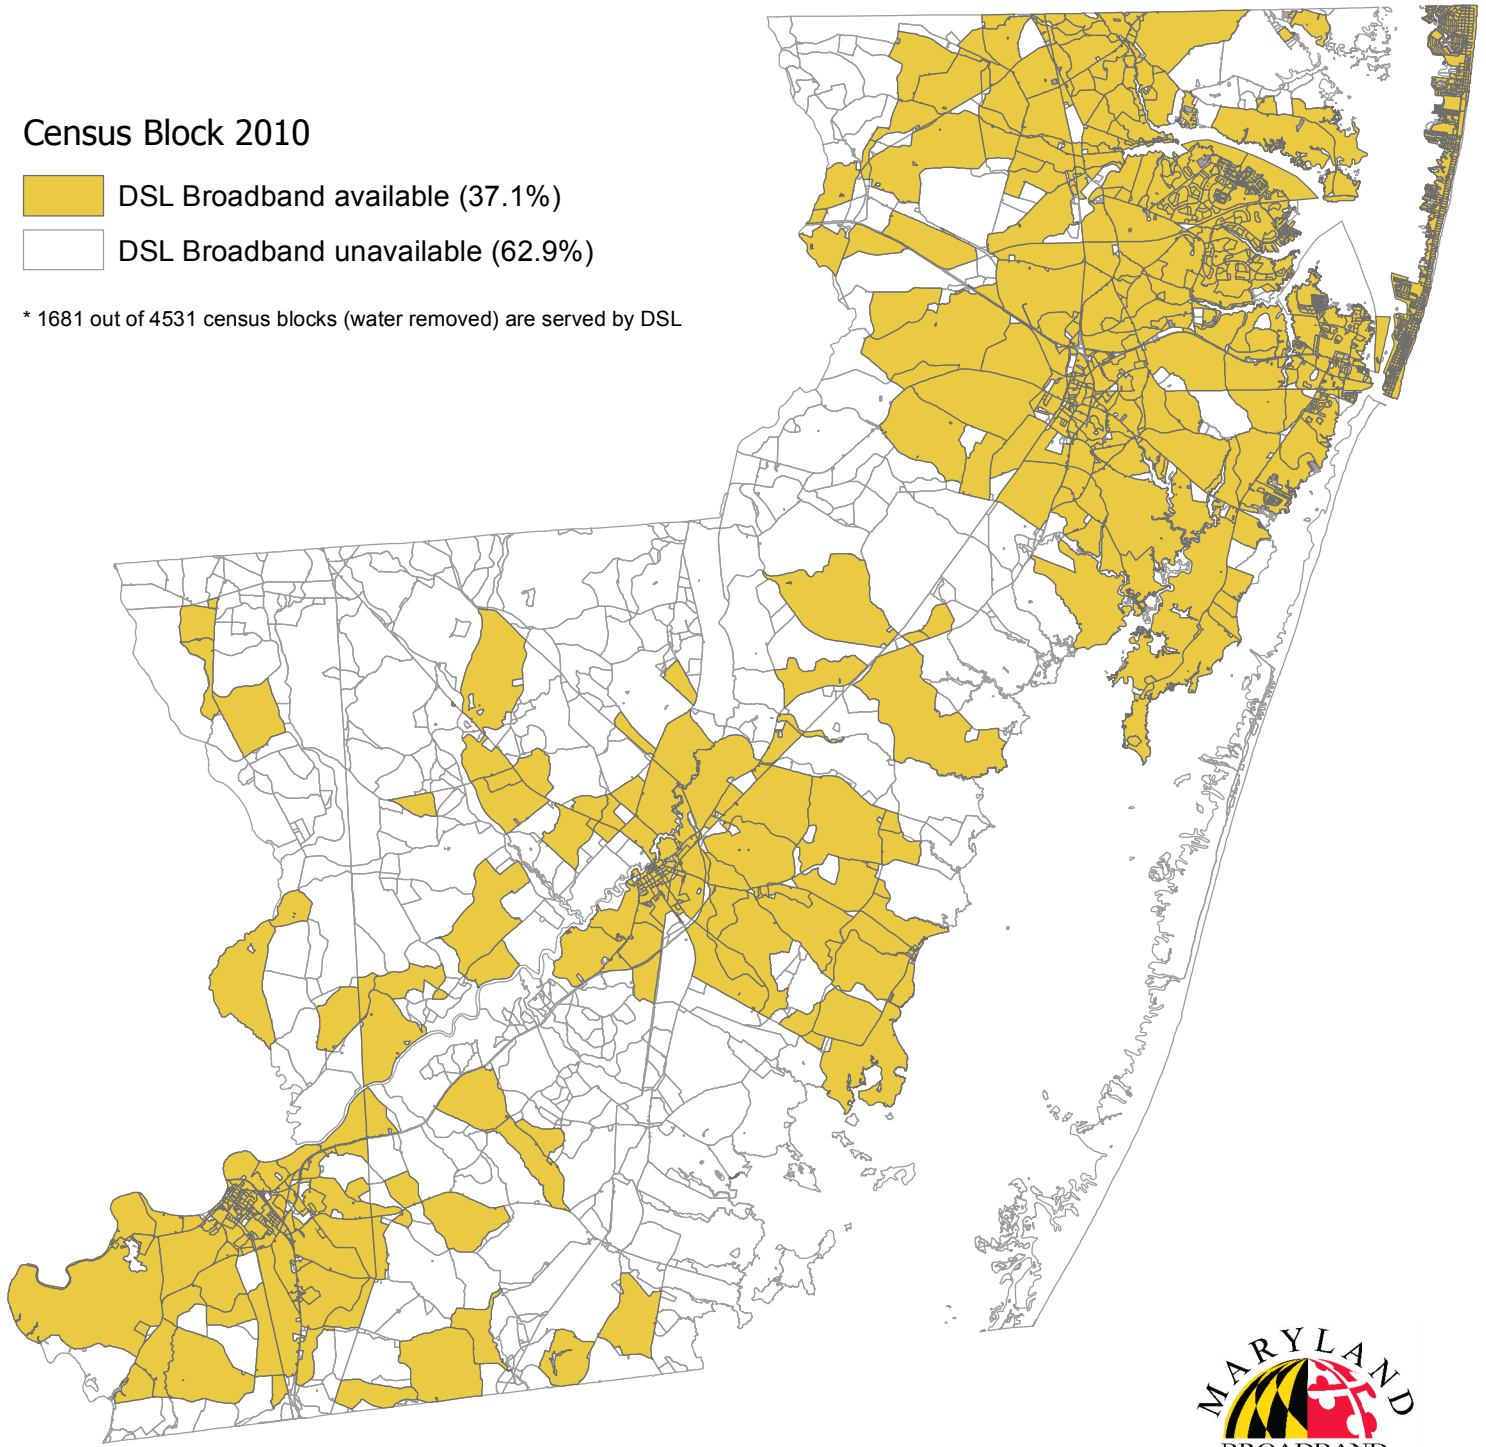 Census Block 2010
DSL Broadband available (37.1%)
DSL Broadband unavailable (62.9%)
* 1681 out of 4531 census blocks (water removed) are served by DSL
MARYLAND
BROADBAND